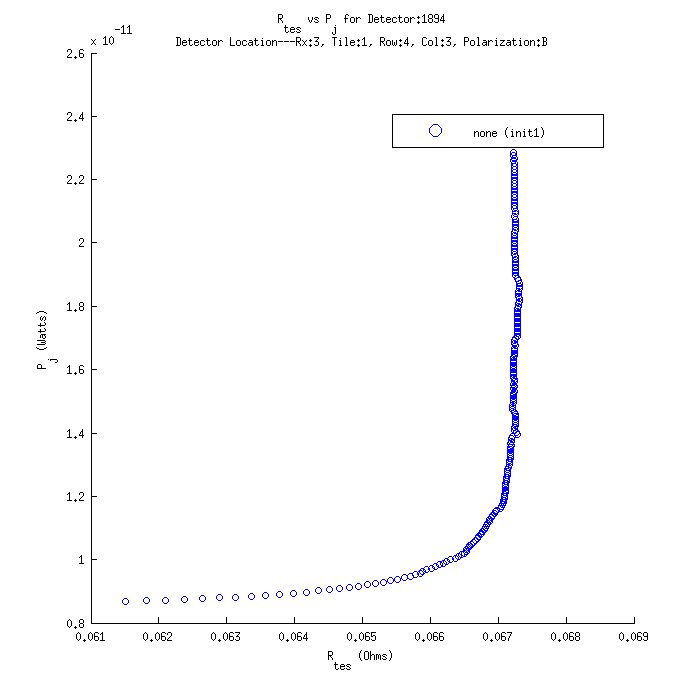 R_tes vs P_j for Detector:1894
Detector Location---Rx:3, Tile:1, Row:4, Col:3, Polarization:B
x 10^-11
none (init1)
2.6
2.4
2.2
2
1.8
1.6
1.4
1.2
1
0.8
P_j (Watts)
0.061 0.062 0.063 0.064 0.065 0.066 0.067 0.068 0.069
R_tes (Ohms)